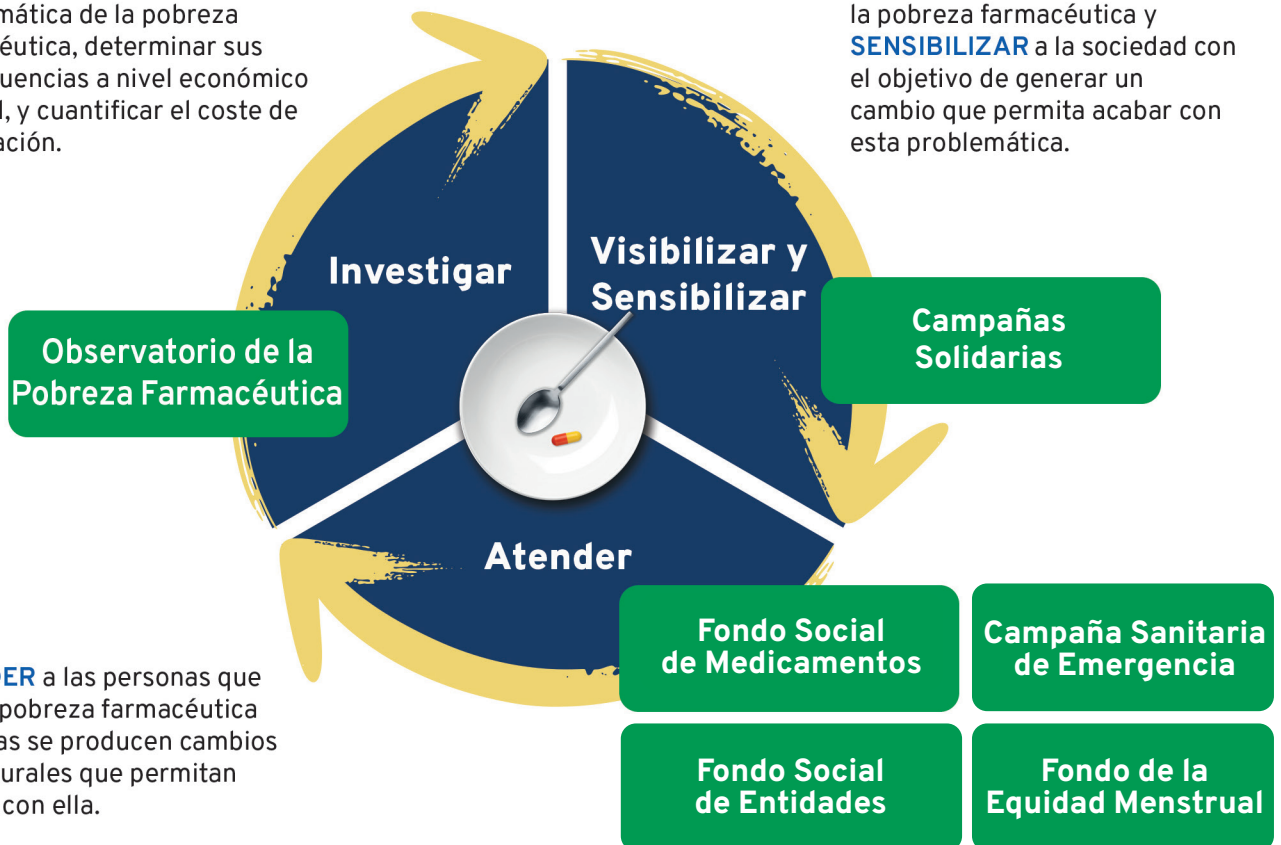 mática de la pobreza
éutica, determinar sus
uencias a nivel económico
l, y cuantificar el coste de
ación.
la pobreza farmacéutica y
SENSIBILIZAR a la sociedad con
el objetivo de generar un
cambio que permita acabar con
esta problemática.
Investigar
Visibilizar y
Sensibilizar
Observatorio de la
Pobreza Farmacéutica
Campañas
Solidarias
Atender
DER a las personas que
pobreza farmacéutica
as se producen cambios
urales que permitan
con ella.
Fondo Social
de Medicamentos
Campaña Sanitaria
de Emergencia
Fondo Social
de Entidades
Fondo de la
Equidad Menstrual